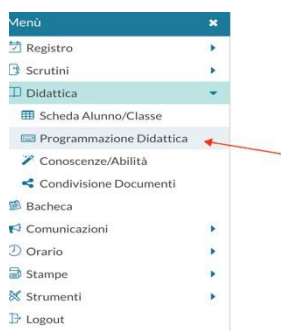 Menù
Registro
Scrutini
Didattica
Scheda Alunno/Classe
Programmazione Didattica
Conoscenze/Abilità
Condivisione Documenti
Bacheca
Comunicazioni
Orario
Stampe
Strumenti
Logout